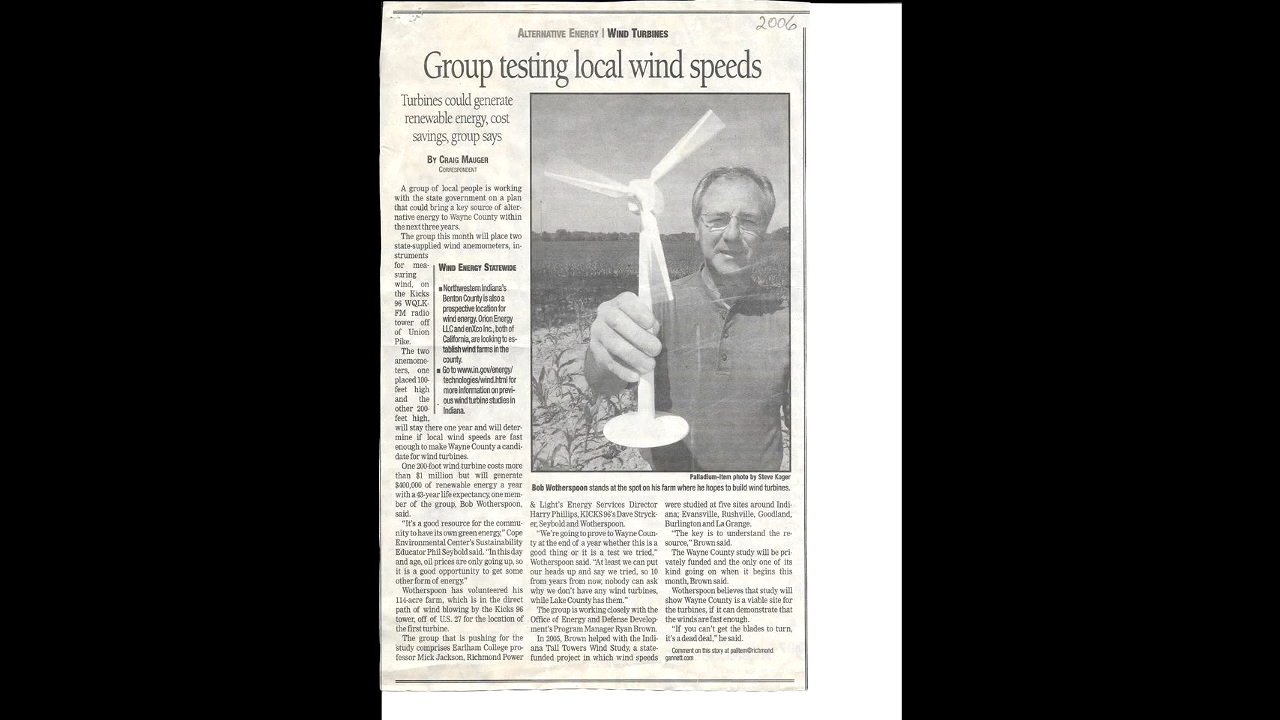 2006
ALTERNATIVE ENERGY | WIND TURBINES
Group testing local wind speeds
Turbines could generate
renewable energy, cost
savings, group says
BY CRAIG MAUGER
CORRESPONDENT
A group of local people is working
with the state government on a plan
that could bring a key source of alter-
native energy to Wayne County within
the next three years.
The group this month will place two
state-supplied wind anemometers, in-
struments
for mea-
suring
wind, on
the Kicks
96 WQLK-
FM radio
tower off
of Union
Pike.
The two
anemome-
ters, one
placed 100-
feet high
and the
other 200-
feet high,
will stay there one year and will deter-
mine if local wind speeds are fast
enough to make Wayne County a candi-
date for wind turbines.
One 200-foot wind turbine costs more
than $1 million but will generate
$400,000 of renewable energy a year
with a 43-year life expectancy, one mem-
ber of the group, Bob Wotherspoon,
said.
"It's a good resource for the commu-
nity to have its own green energy," Cope
Environmental Center's Sustainability
Educator Phil Seybold said. "In this day
and age, oil prices are only going up, so
it is a good opportunity to get some
other form of energy."
Wotherspoon has volunteered his
114-acre farm, which is in the direct
path of wind blowing by the Kicks 96
tower, off of U.S. 27 for the location of
the first turbine.
The group that is pushing for the
study comprises Earlham College pro-
fessor Mick Jackson, Richmond Power
WIND ENERGY STATEWIDE
■ Northwestern Indiana's
Benton County is also a
prospective location for
wind energy. Orion Energy
LLC and enXco Inc., both of
California, are looking to es-
tablish wind farms in the
county.
■ Go to www.in.gov/energy/
technologies/wind.html for
more information on previ-
ous wind turbine studies in
Indiana.
Palladium-Item photo by Steve Koger
Bob Wotherspoon stands at the spot on his farm where he hopes to build wind turbines.
& Light's Energy Services Director
Harry Phillips, KICKS 96's Dave Stryck-
er, Seybold and Wotherspoon.
"We're going to prove to Wayne Coun-
ty at the end of a year whether this is a
good thing or it is a test we tried,"
Wotherspoon said. "At least we can put
our heads up and say we tried, so 10
from years from now, nobody can ask
why we don't have any wind turbines,
while Lake County has them."
The group is working closely with the
Office of Energy and Defense Develop-
ment's Program Manager Ryan Brown.
In 2005, Brown helped with the Indi-
ana Tall Towers Wind Study, a state-
funded project in which wind speeds
were studied at five sites around Indi-
ana; Evansville, Rushville, Goodland,
Burlington and La Grange.
"The key is to understand the re-
source," Brown said.
The Wayne County study will be pri-
vately funded and the only one of its
kind going on when it begins this
month, Brown said.
Wotherspoon believes that study will
show Wayne County is a viable site for
the turbines, if it can demonstrate that
the winds are fast enough.
"If you can't get the blades to turn,
it's a dead deal," he said.
Comment on this story at palitem@richmond.
gannett.com